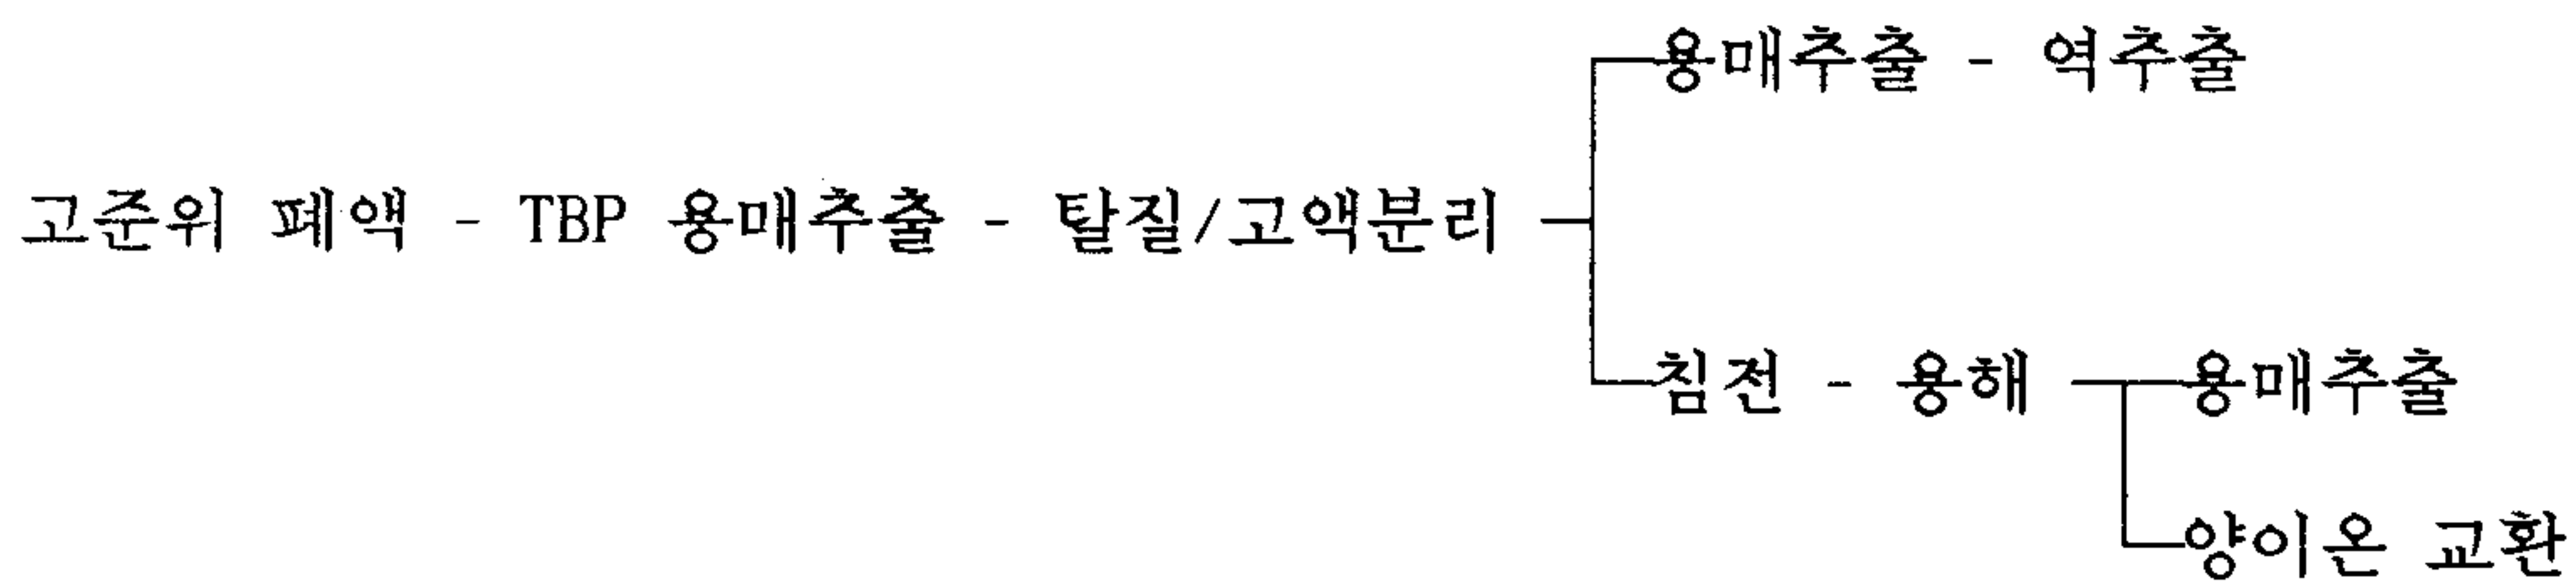 용매추출 - 역추출
고준위 폐액 - TBP 용매추출 - 탈질/고액분리
침전 - 용해
용매추출
양이온 교환